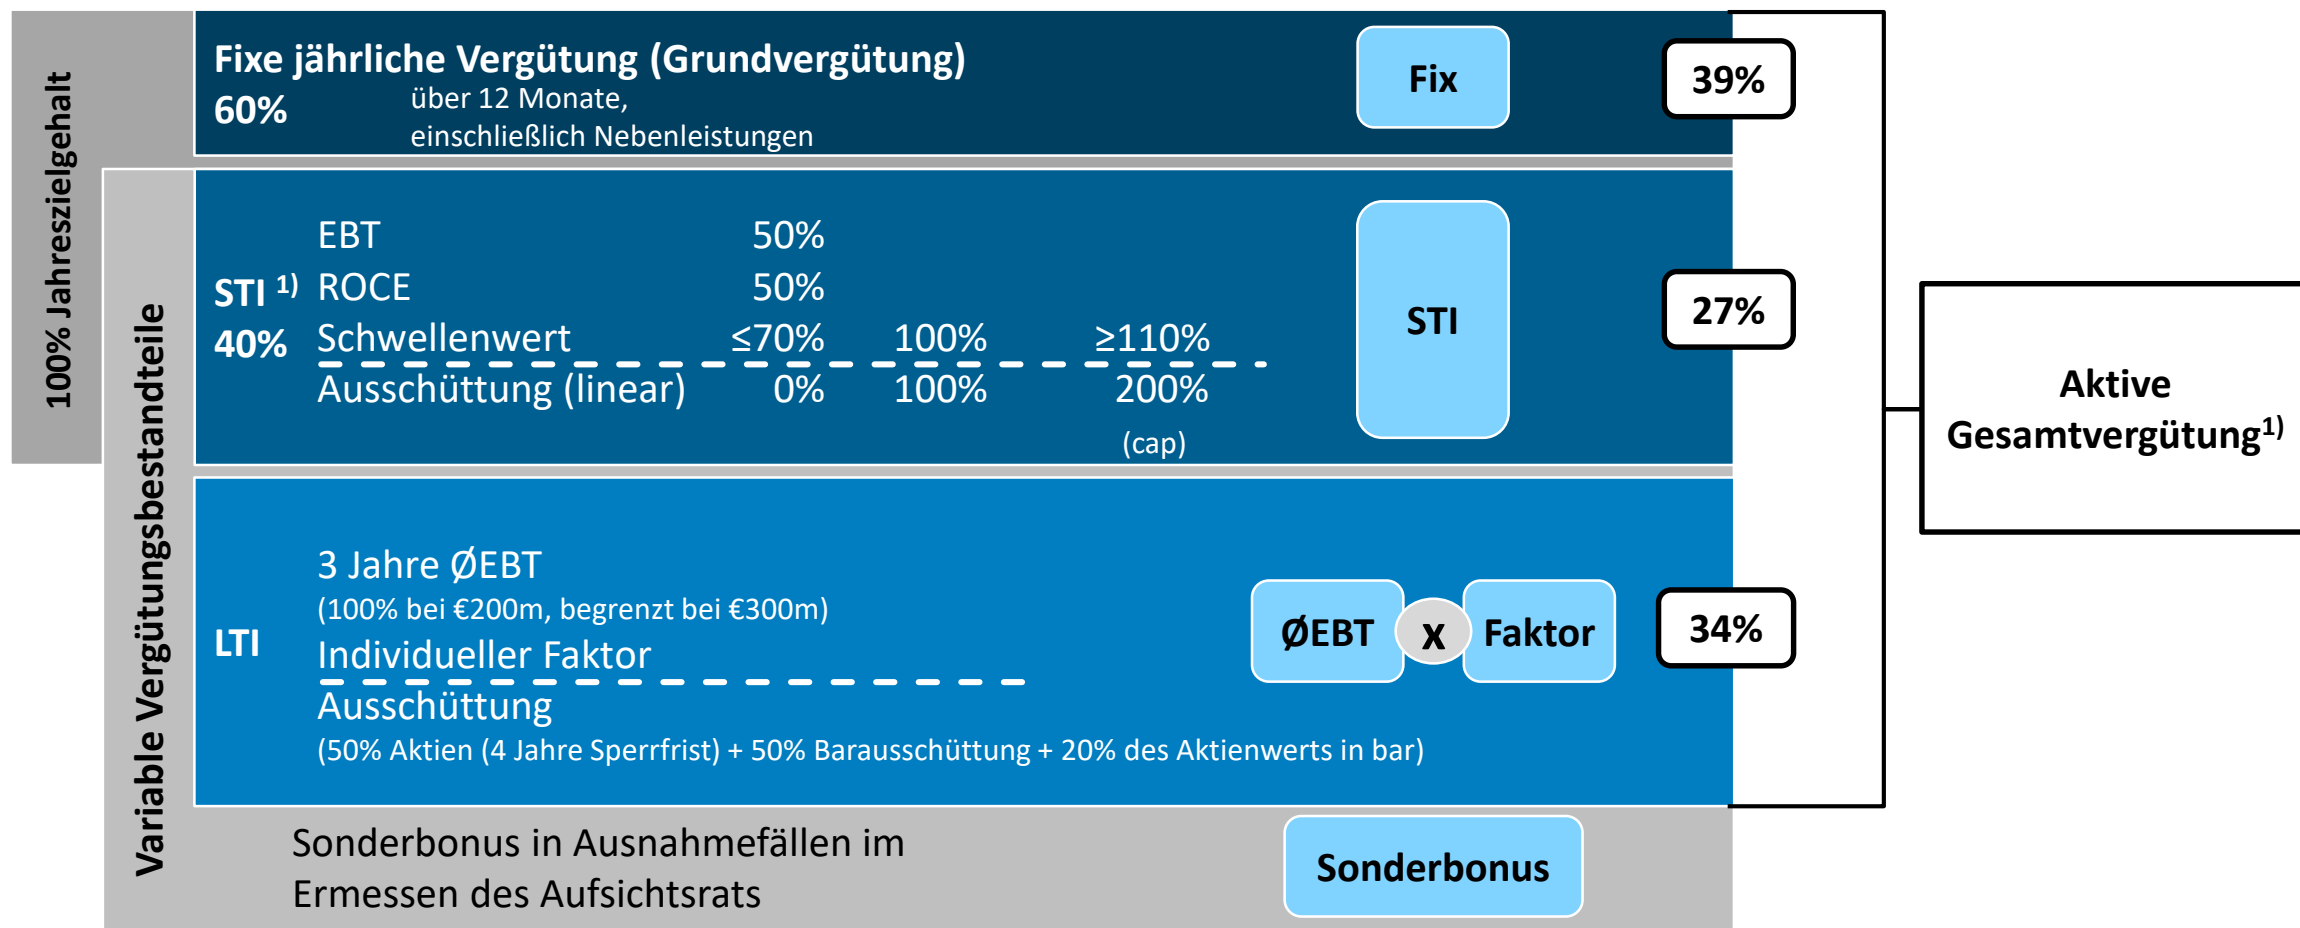 100% Jahreszielgehalt
Variable Vergütungsbestandteile
Fixe jährliche Vergütung (Grundvergütung)
60% über 12 Monate,
einschließlich Nebenleistungen
Fix
39%
STI 1)
40%
EBT 50%
ROCE 50%
Schwellenwert ≤70% 100% ≥110%
Ausschüttung (linear) 0% 100% 200%
(cap)
STI
27%
LTI
3 Jahre ØEBT
(100% bei €200m, begrenzt bei €300m)
Individueller Faktor
Ausschüttung
(50% Aktien (4 Jahre Sperrfrist) + 50% Barausschüttung + 20% des Aktienwerts in bar)
ØEBT x Faktor
34%
Sonderbonus in Ausnahmefällen im
Ermessen des Aufsichtsrats
Sonderbonus
Aktive
Gesamtvergütung1)